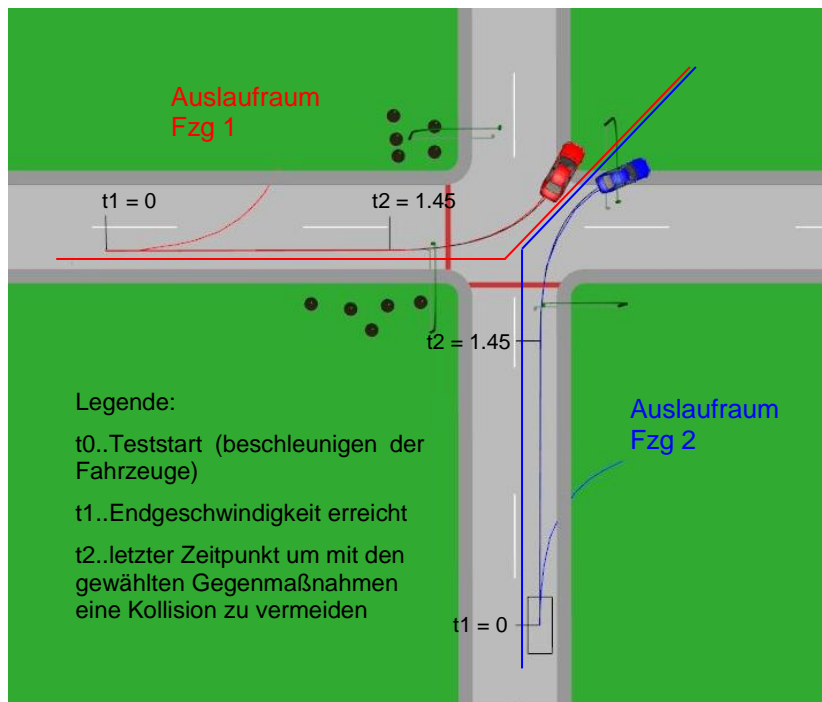 Auslaufraum
Fzg 1
t1 = 0
t2 = 1.45
t2 = 1.45
Legende:
t0..Teststart (beschleunigen der
Fahrzeuge)
t1..Endgeschwindigkeit erreicht
t2..letzter Zeitpunkt um mit den
gewählten Gegenmaßnahmen
eine Kollision zu vermeiden
Auslaufraum
Fzg 2
t1 = 0